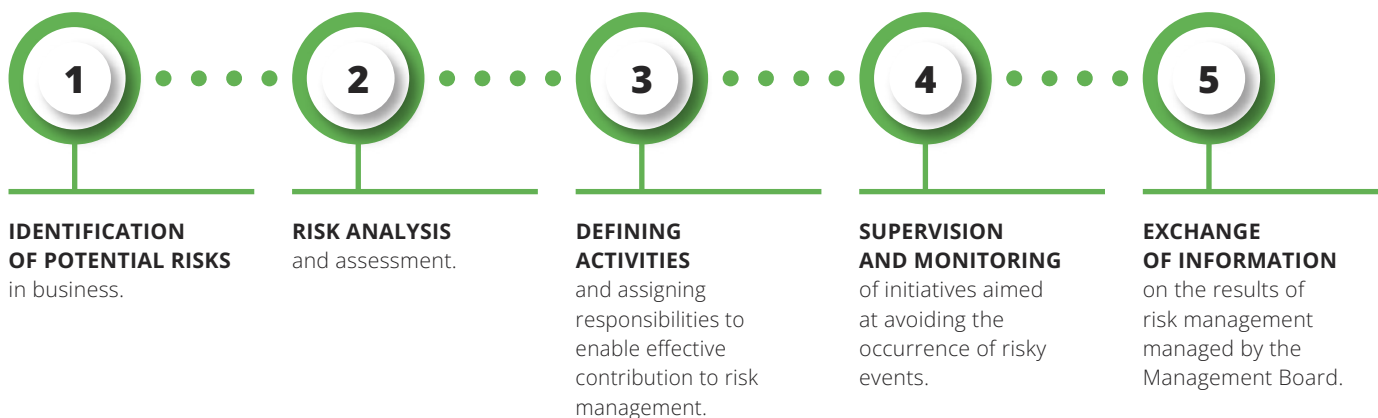 1
IDENTIFICATION
OF POTENTIAL RISKS
in business.
2
RISK ANALYSIS
and assessment.
3
DEFINING
ACTIVITIES
and assigning
responsibilities to
enable effective
contribution to risk
management.
4
SUPERVISION
AND MONITORING
of initiatives aimed
at avoiding the
occurrence of risky
events.
5
EXCHANGE
OF INFORMATION
on the results of
risk management
managed by the
Management Board.